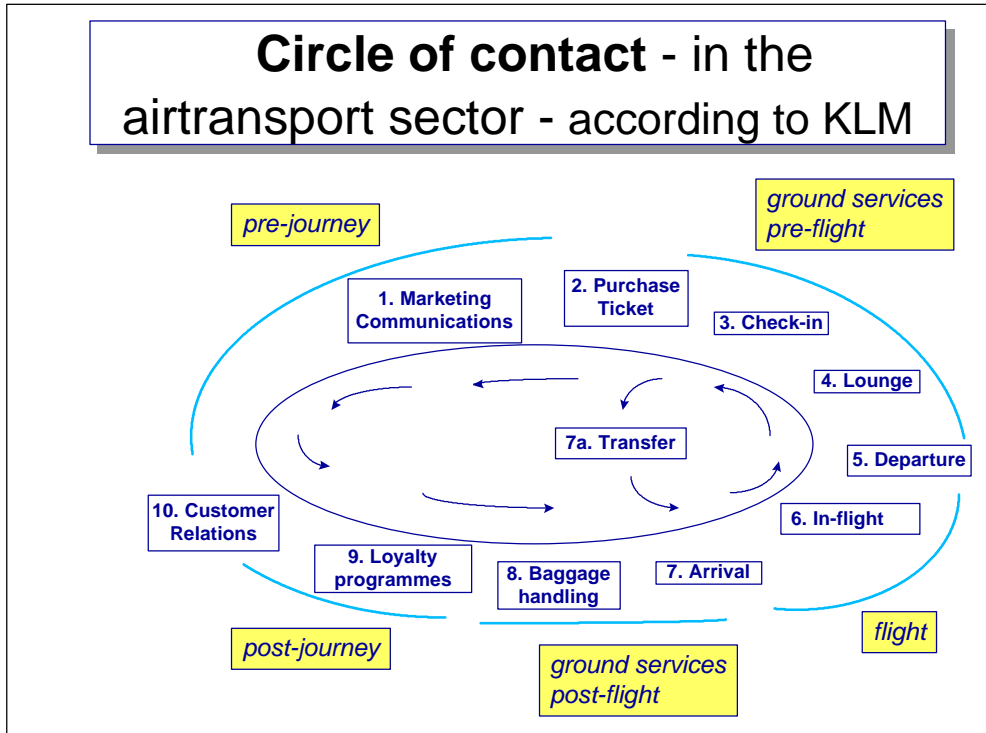 Circle of contact - in the
airtransport sector - according to KLM
pre-journey
ground services
pre-flight
1. Marketing
Communications
2. Purchase
Ticket
3. Check-in
4. Lounge
5. Departure
6. In-flight
7a. Transfer
7. Arrival
8. Baggage
handling
9. Loyalty
programmes
10. Customer
Relations
post-journey
ground services
post-flight
flight